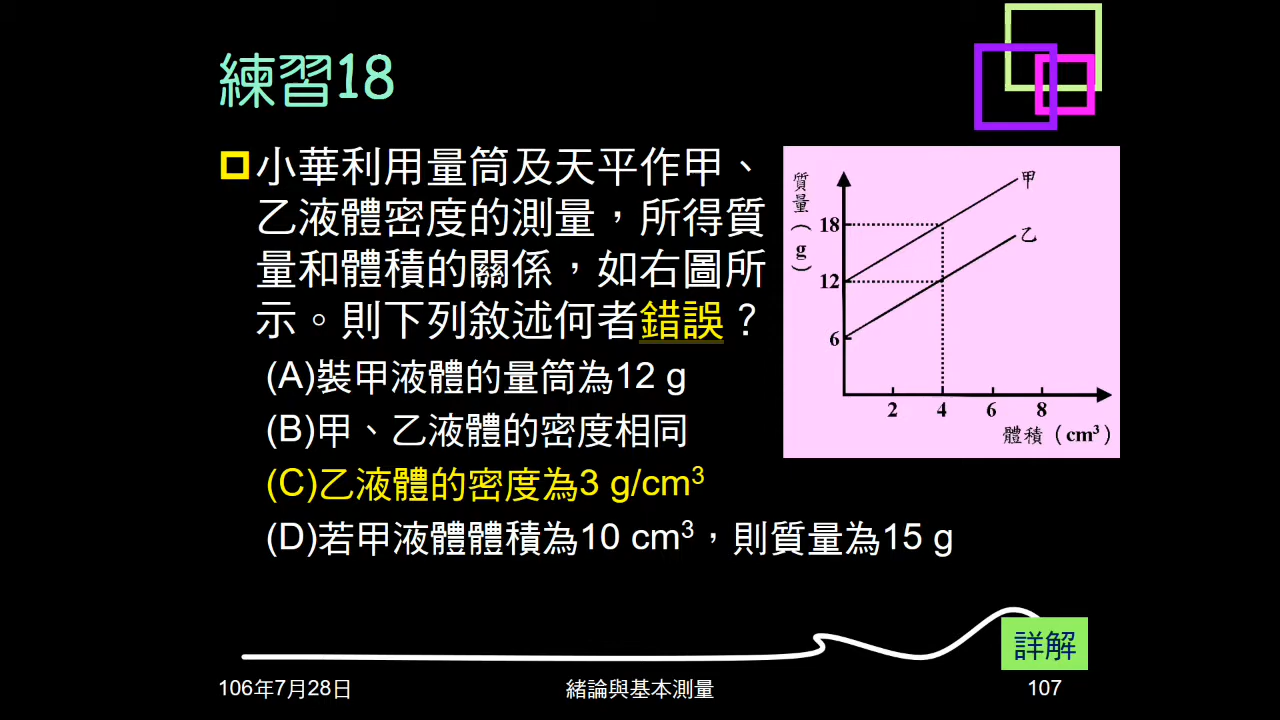 練習18
小華利用量筒及天平作甲、
乙液體密度的測量，所得質
量和體積的關係，如右圖所
示。則下列敘述何者錯誤？
(A)裝甲液體的量筒為12 g
(B)甲、乙液體的密度相同
(C)乙液體的密度為3 g/cm³
(D)若甲液體體積為10 cm³，則質量為15 g
質量(g)
甲
18
乙
12
6
2 4 6 8
體積（cm³）
詳解
106年7月28日
緒論與基本測量
107